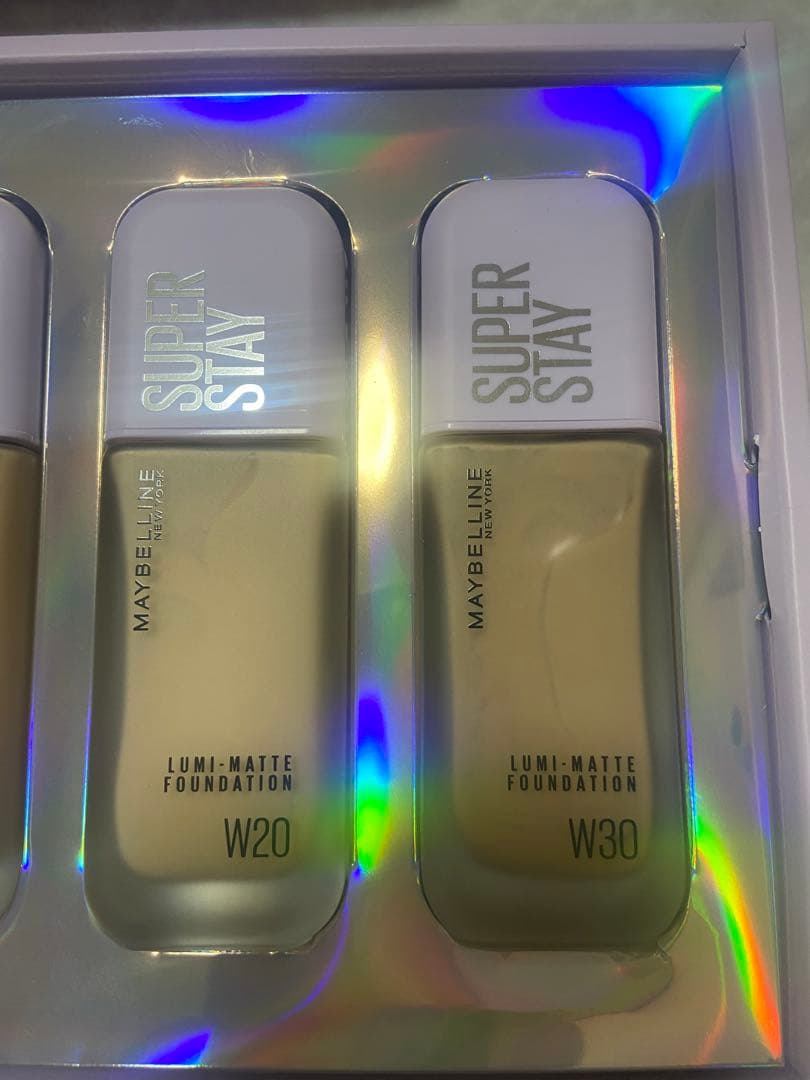 SUPER
STAY
MAYBELLINE
NEW YORK
LUMI-MATTE
FOUNDATION
W20
SUPER
STAY
MAYBELLINE
NEW YORK
LUMI-MATTE
FOUNDATION
W30